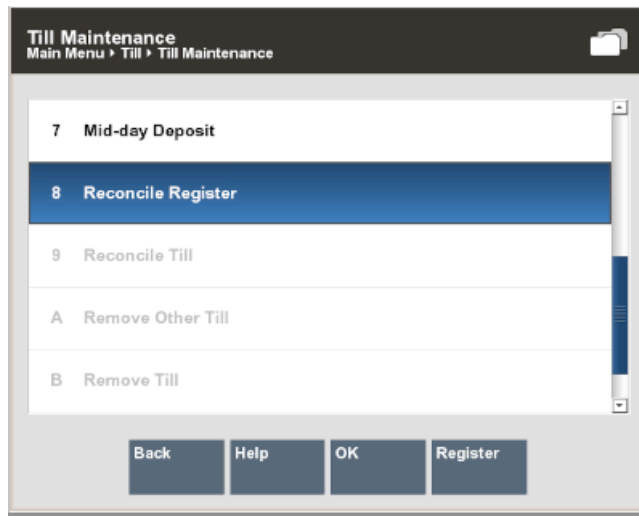 Till Maintenance
Main Menu › Till › Till Maintenance
7 Mid-day Deposit
8 Reconcile Register
9 Reconcile Till
A Remove Other Till
B Remove Till
Back Help OK Register